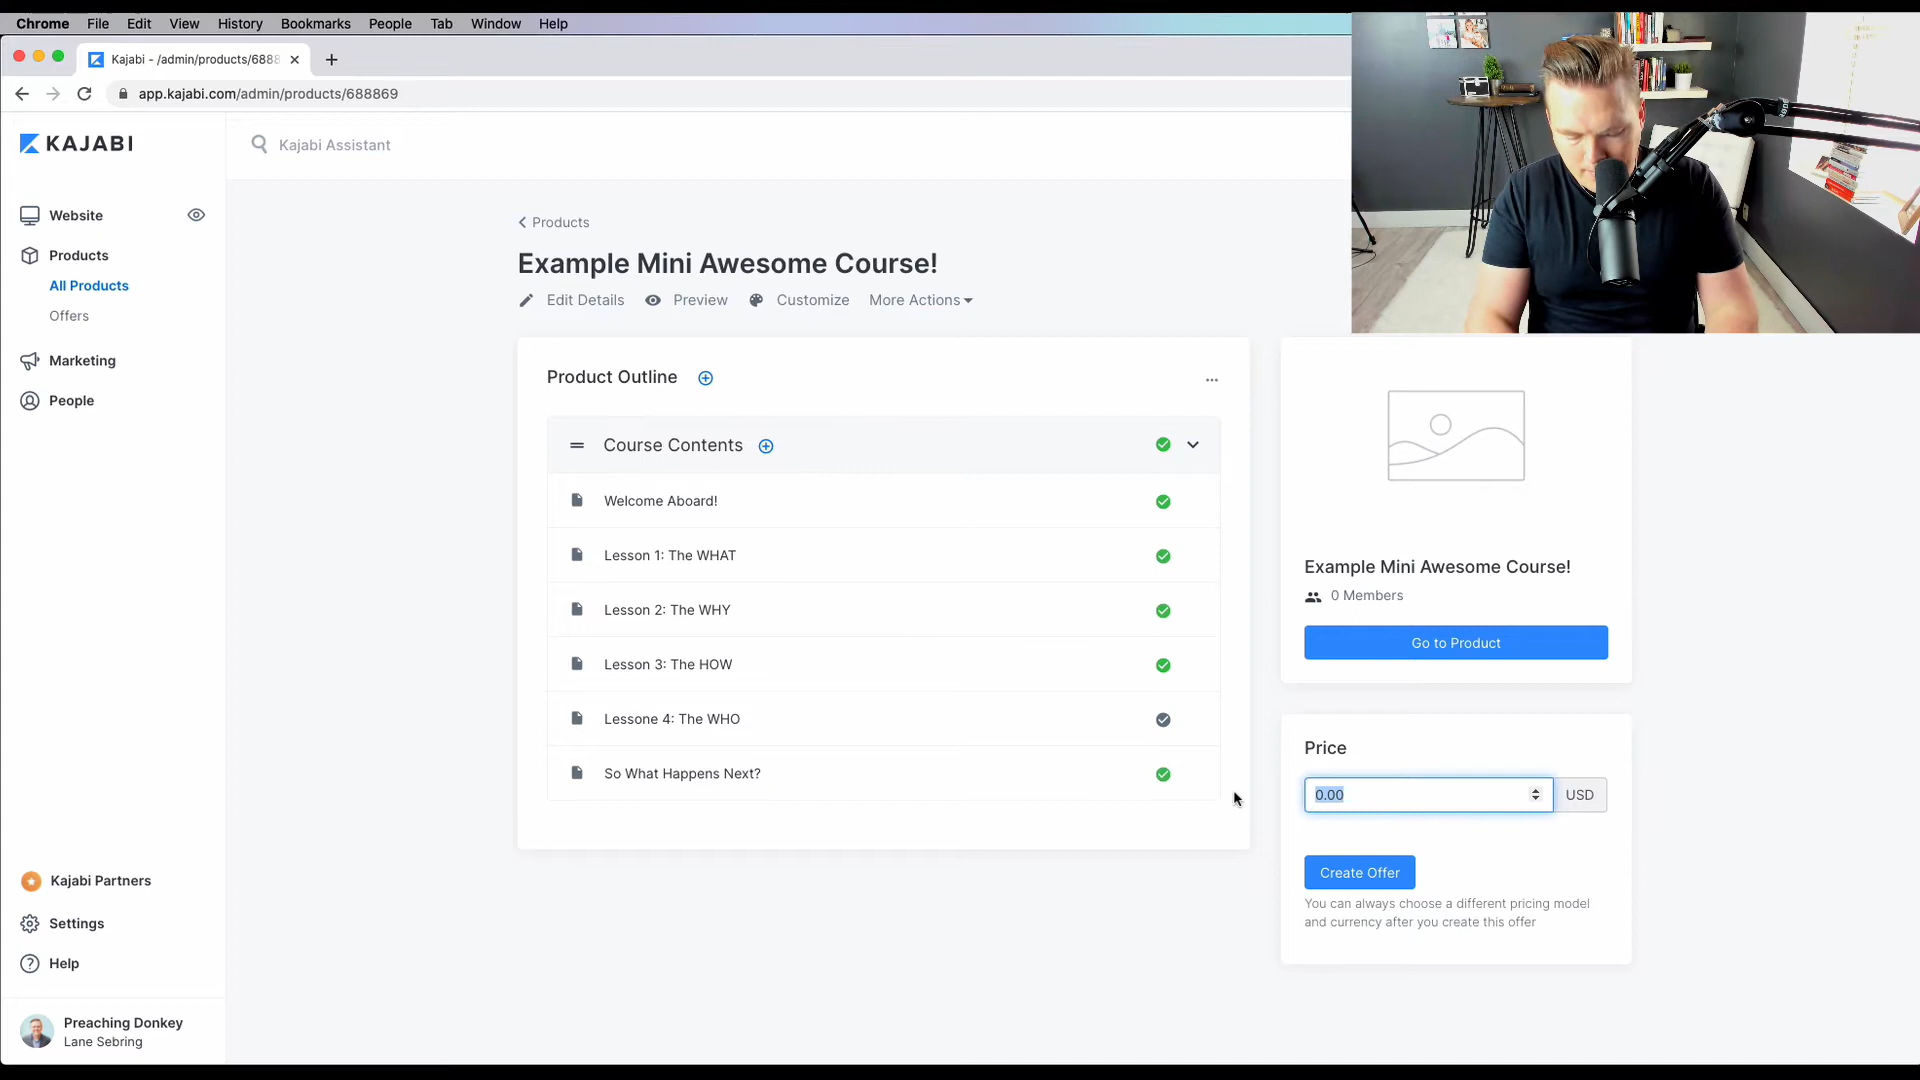 Chrome File Edit View History Bookmarks People Tab Window Help
Kajabi - /admin/products/6888
app.kajabi.com/admin/products/688869
KAJABI
Kajabi Assistant
Website
Products
All Products
Offers
Marketing
People
Kajabi Partners
Settings
Help
Preaching Donkey
Lane Sebring
Products
Example Mini Awesome Course!
Edit Details Preview Customize More Actions
Product Outline
Course Contents
Welcome Aboard!
Lesson 1: The WHAT
Lesson 2: The WHY
Lesson 3: The HOW
Lessone 4: The WHO
So What Happens Next?
Example Mini Awesome Course!
0 Members
Go to Product
Price
0.00 USD
Create Offer
You can always choose a different pricing model
and currency after you create this offer